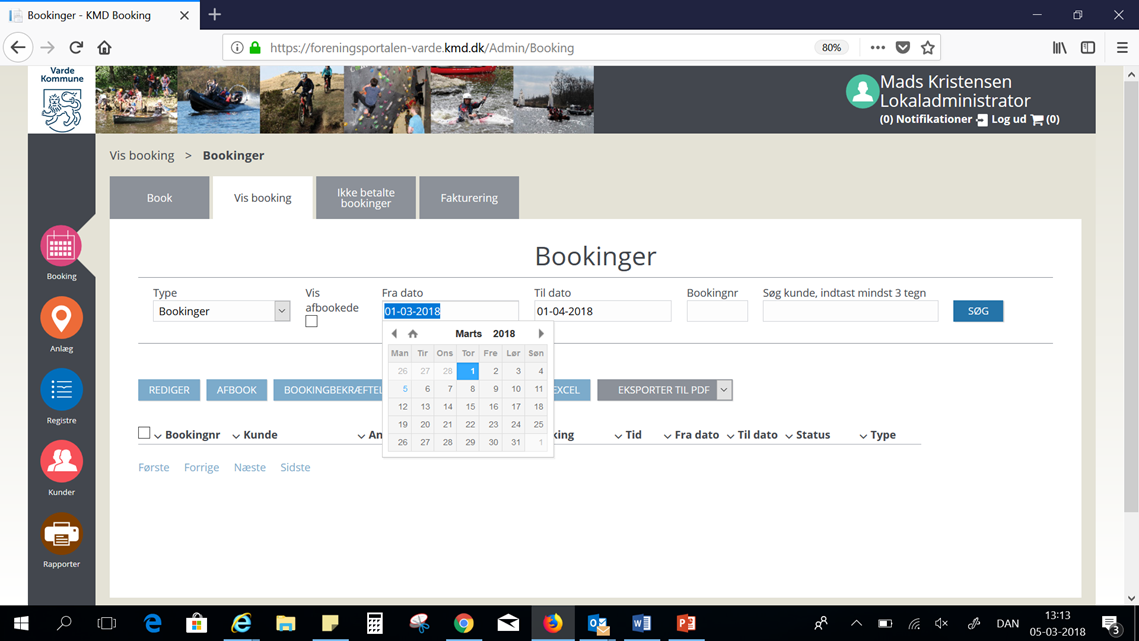 Bookinger - KMD Booking
https://foreningsportalen-varde.kmd.dk/Admin/Booking
80%
Varde
Kommune
Mads Kristensen
Lokaladministrator
(0) Notifikationer Log ud (0)
Vis booking > Bookinger
Book
Vis booking
Ikke betalte
bookinger
Fakturering
Booking
Anlæg
Registre
Kunder
Rapporter
Bookinger
Type
Bookinger
Vis
afbookede
Fra dato
01-03-2018
Til dato
01-04-2018
Bookingnr
Søg kunde, indtast mindst 3 tegn
SØG
Marts 2018
Man Tir Ons Tor Fre Lør Søn
26 27 28 1 2 3 4
5 6 7 8 9 10 11
12 13 14 15 16 17 18
19 20 21 22 23 24 25
26 27 28 29 30 31 1
REDIGER
AFBOOK
BOOKINGBEKRÆFTEL
EXCEL
EKSPORTER TIL PDF
Bookingnr Kunde An king Tid Fra dato Til dato Status Type
Første Forrige Næste Sidste
DAN
13:13
05-03-2018
3